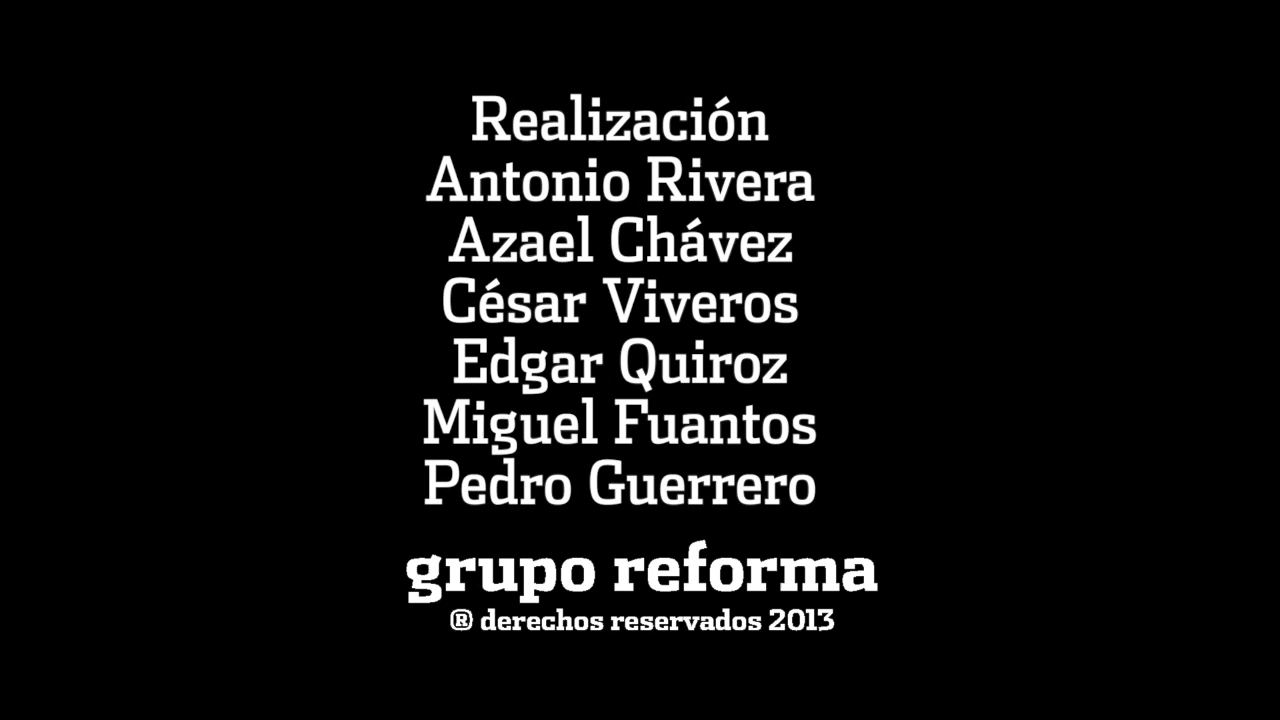 Realización
Antonio Rivera
Azael Chávez
César Viveros
Edgar Quiroz
Miguel Fuantos
Pedro Guerrero
grupo reforma
® derechos reservados 2013